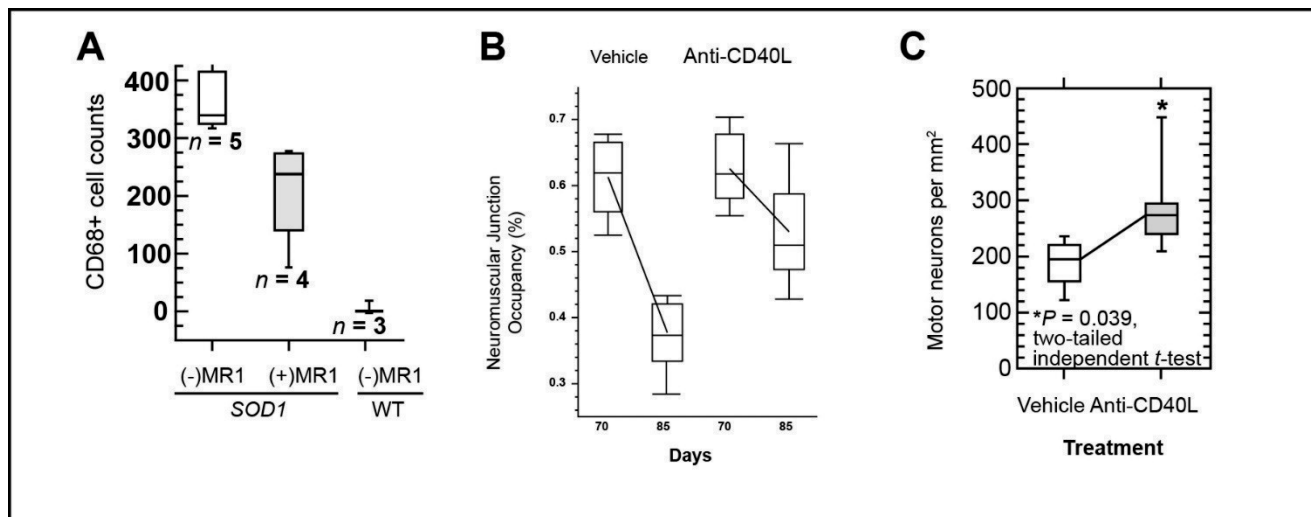 A
CD68+ cell counts
400
300
200
100
0
n = 5
n = 4
n = 3
(-)MR1 (+)MR1 (-)MR1
SOD1 WT
B
Vehicle Anti-CD40L
Neuromuscular Junction
Occupancy (%)
0.7
0.6
0.5
0.4
0.3
70 85 70 85
Days
C
Motor neurons per mm²
500
400
300
200
100
0
*
*P = 0.039,
two-tailed
independent t-test
Vehicle Anti-CD40L
Treatment